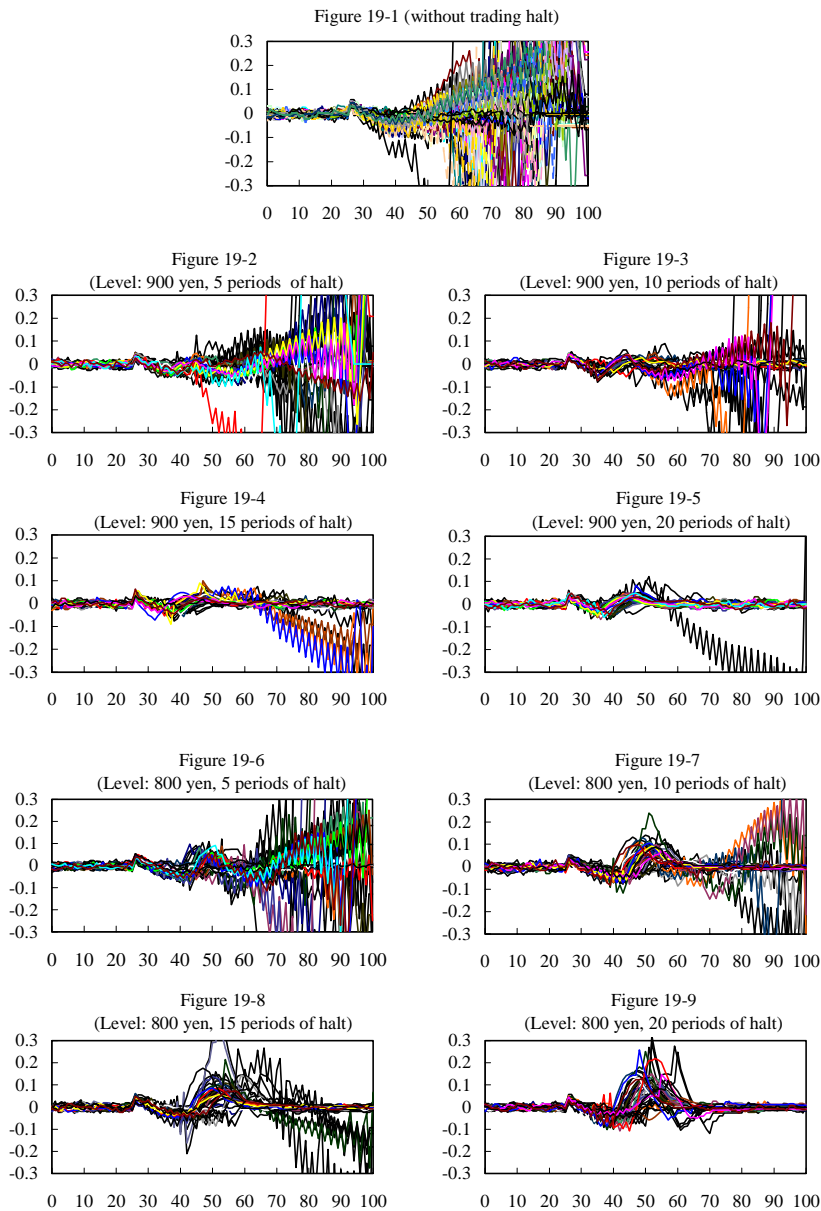 Figure 19-1 (without trading halt)
0.3
0.2
0.1
0
-0.1
-0.2
-0.3
0 10 20 30 40 50 60 70 80 90 100
Figure 19-2
(Level: 900 yen, 5 periods of halt)
0.3
0.2
0.1
0
-0.1
-0.2
-0.3
0 10 20 30 40 50 60 70 80 90 100
Figure 19-3
(Level: 900 yen, 10 periods of halt)
0.3
0.2
0.1
0
-0.1
-0.2
-0.3
0 10 20 30 40 50 60 70 80 90 100
Figure 19-4
(Level: 900 yen, 15 periods of halt)
0.3
0.2
0.1
0
-0.1
-0.2
-0.3
0 10 20 30 40 50 60 70 80 90 100
Figure 19-5
(Level: 900 yen, 20 periods of halt)
0.3
0.2
0.1
0
-0.1
-0.2
-0.3
0 10 20 30 40 50 60 70 80 90 100
Figure 19-6
(Level: 800 yen, 5 periods of halt)
0.3
0.2
0.1
0
-0.1
-0.2
-0.3
0 10 20 30 40 50 60 70 80 90 100
Figure 19-7
(Level: 800 yen, 10 periods of halt)
0.3
0.2
0.1
0
-0.1
-0.2
-0.3
0 10 20 30 40 50 60 70 80 90 100
Figure 19-8
(Level: 800 yen, 15 periods of halt)
0.3
0.2
0.1
0
-0.1
-0.2
-0.3
0 10 20 30 40 50 60 70 80 90 100
Figure 19-9
(Level: 800 yen, 20 periods of halt)
0.3
0.2
0.1
0
-0.1
-0.2
-0.3
0 10 20 30 40 50 60 70 80 90 100